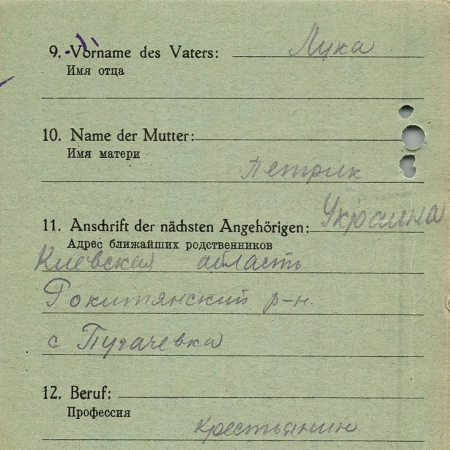 9. Vorname des Vaters: Лука
Имя отца
10. Name der Mutter:
Имя матери
Петрик
11. Anschrift der nächsten Angehörigen: Украина
Адрес ближайших родственников
Киевская область
Рокитянский р-н.
с Пугачевка
12. Beruf:
Профессия
крестьянин